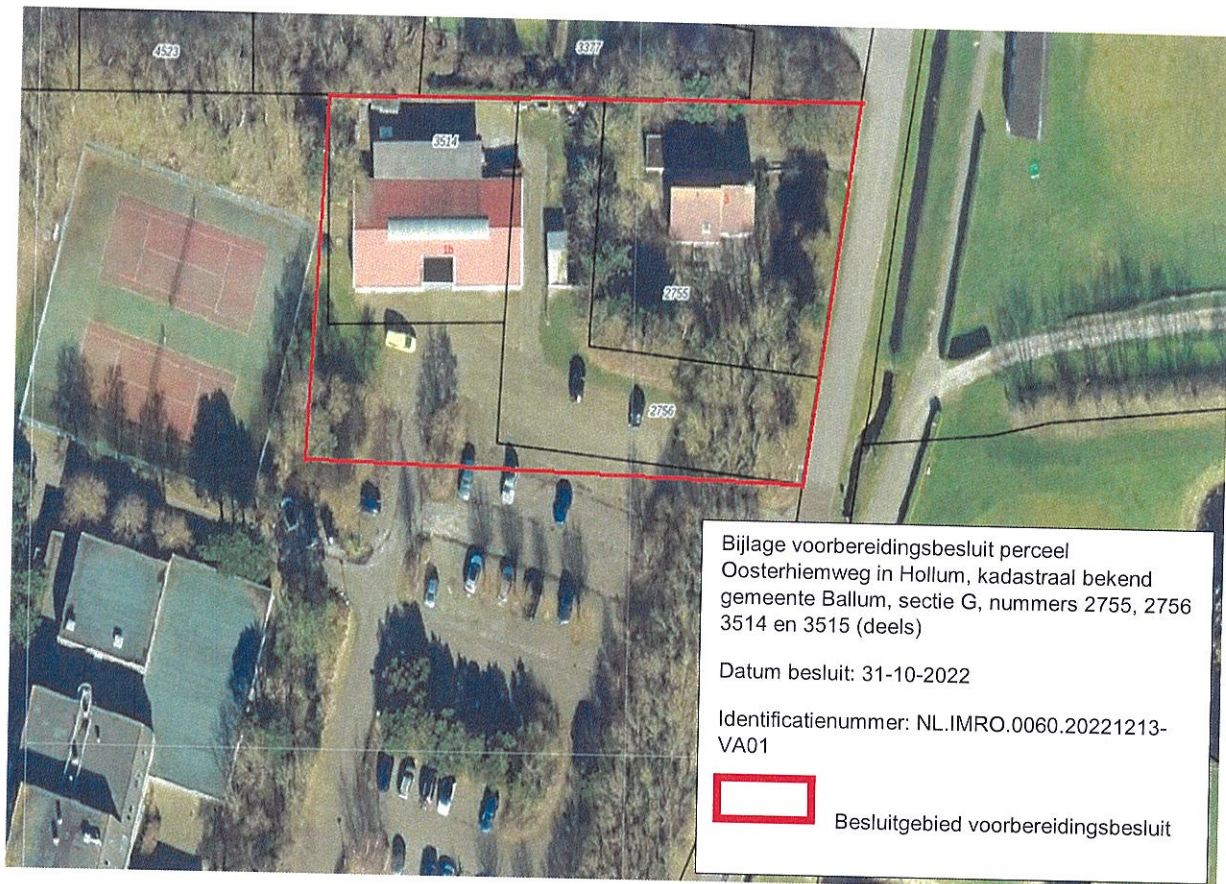 4523
3377
3514
1b
3
2755
2756
Bijlage voorbereidingsbesluit perceel
Oosterhiemweg in Hollum, kadastraal bekend
gemeente Ballum, sectie G, nummers 2755, 2756
3514 en 3515 (deels)
Datum besluit: 31-10-2022
Identificatienummer: NL.IMRO.0060.20221213-
VA01
Besluitgebied voorbereidingsbesluit